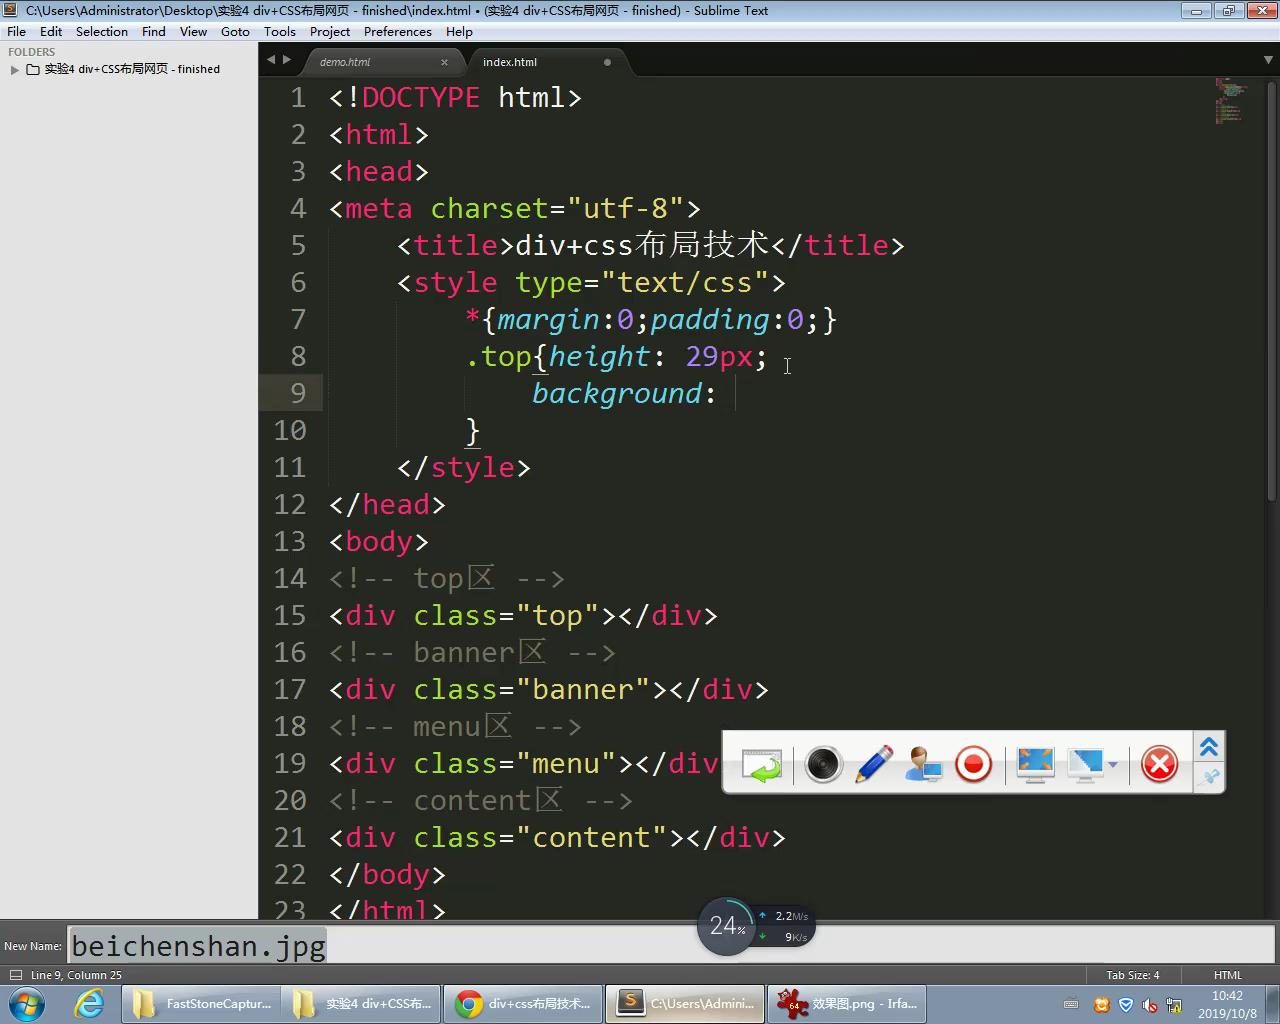 C:\Users\Administrator\Desktop\实验4 div+CSS布局网页 - finished\index.html • (实验4 div+CSS布局网页 - finished) - Sublime Text
File Edit Selection Find View Goto Tools Project Preferences Help
FOLDERS
实验4 div+CSS布局网页 - finished
demo.html
index.html
1 <!DOCTYPE html>
2 <html>
3 <head>
4 <meta charset="utf-8">
5 <title>div+css布局技术</title>
6 <style type="text/css">
7 *{margin:0;padding:0;}
8 .top{height: 29px;
9 background:
10 }
11 </style>
12 </head>
13 <body>
14 <!-- top区 -->
15 <div class="top"></div>
16 <!-- banner区 -->
17 <div class="banner"></div>
18 <!-- menu区 -->
19 <div class="menu"></div
20 <!-- content区 -->
21 <div class="content"></div>
22 </body>
23 </html>
24%
2.2M/s
9K/s
New Name: beichenshan.jpg
Line 9, Column 25
Tab Size: 4
HTML
FastStoneCaptur...
实验4 div+CSS布...
div+css布局技术...
C:\Users\Admini...
64
效果图.png - Irfa...
10:42
2019/10/8